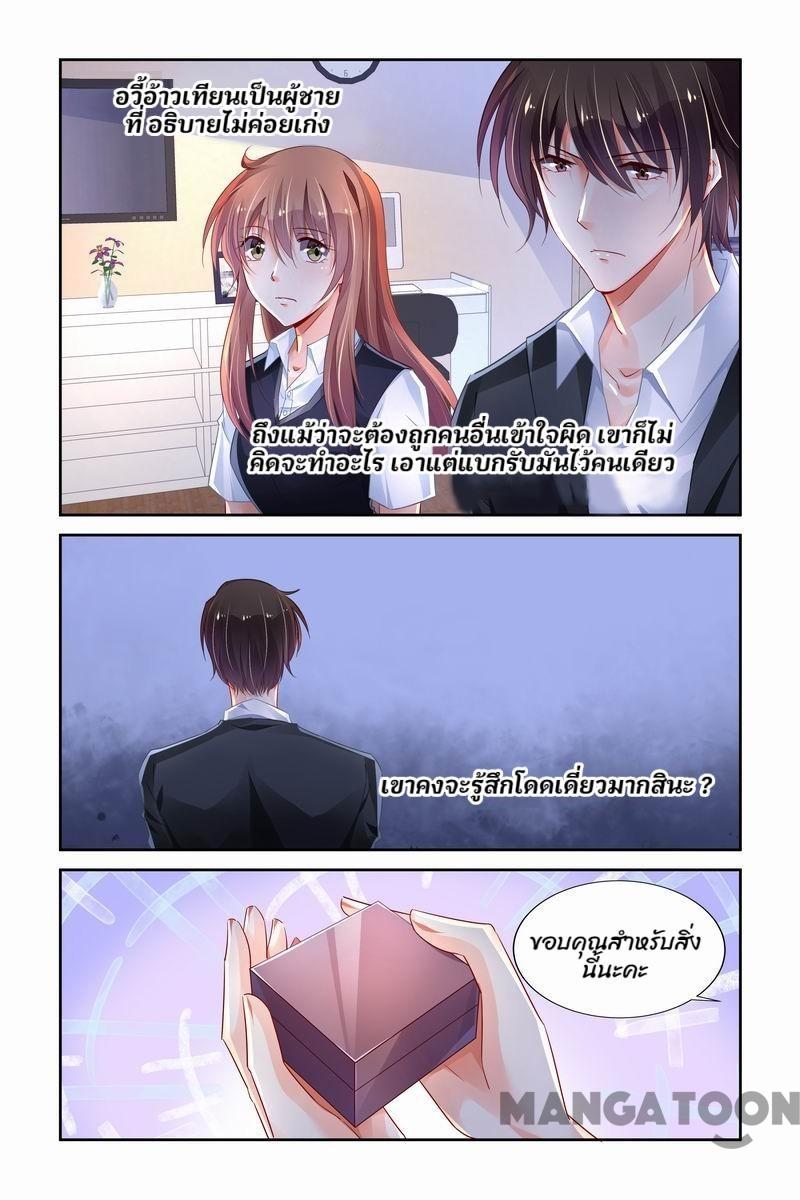 อวี้อ้าวเทียนเป็นผู้ชาย
ที่ อธิบายไม่ค่อยเก่ง
ถึงแม้ว่าจะต้องถูกคนอื่นเข้าใจผิด เขาก็ไม่
คิดจะทำอะไร เอาแต่แบกรับมันไว้คนเดียว
เขาคงจะรู้สึกโดดเดี่ยวมากสินะ ?
ขอบคุณสำหรับสิ่ง
นี้นะคะ
MANGATOON